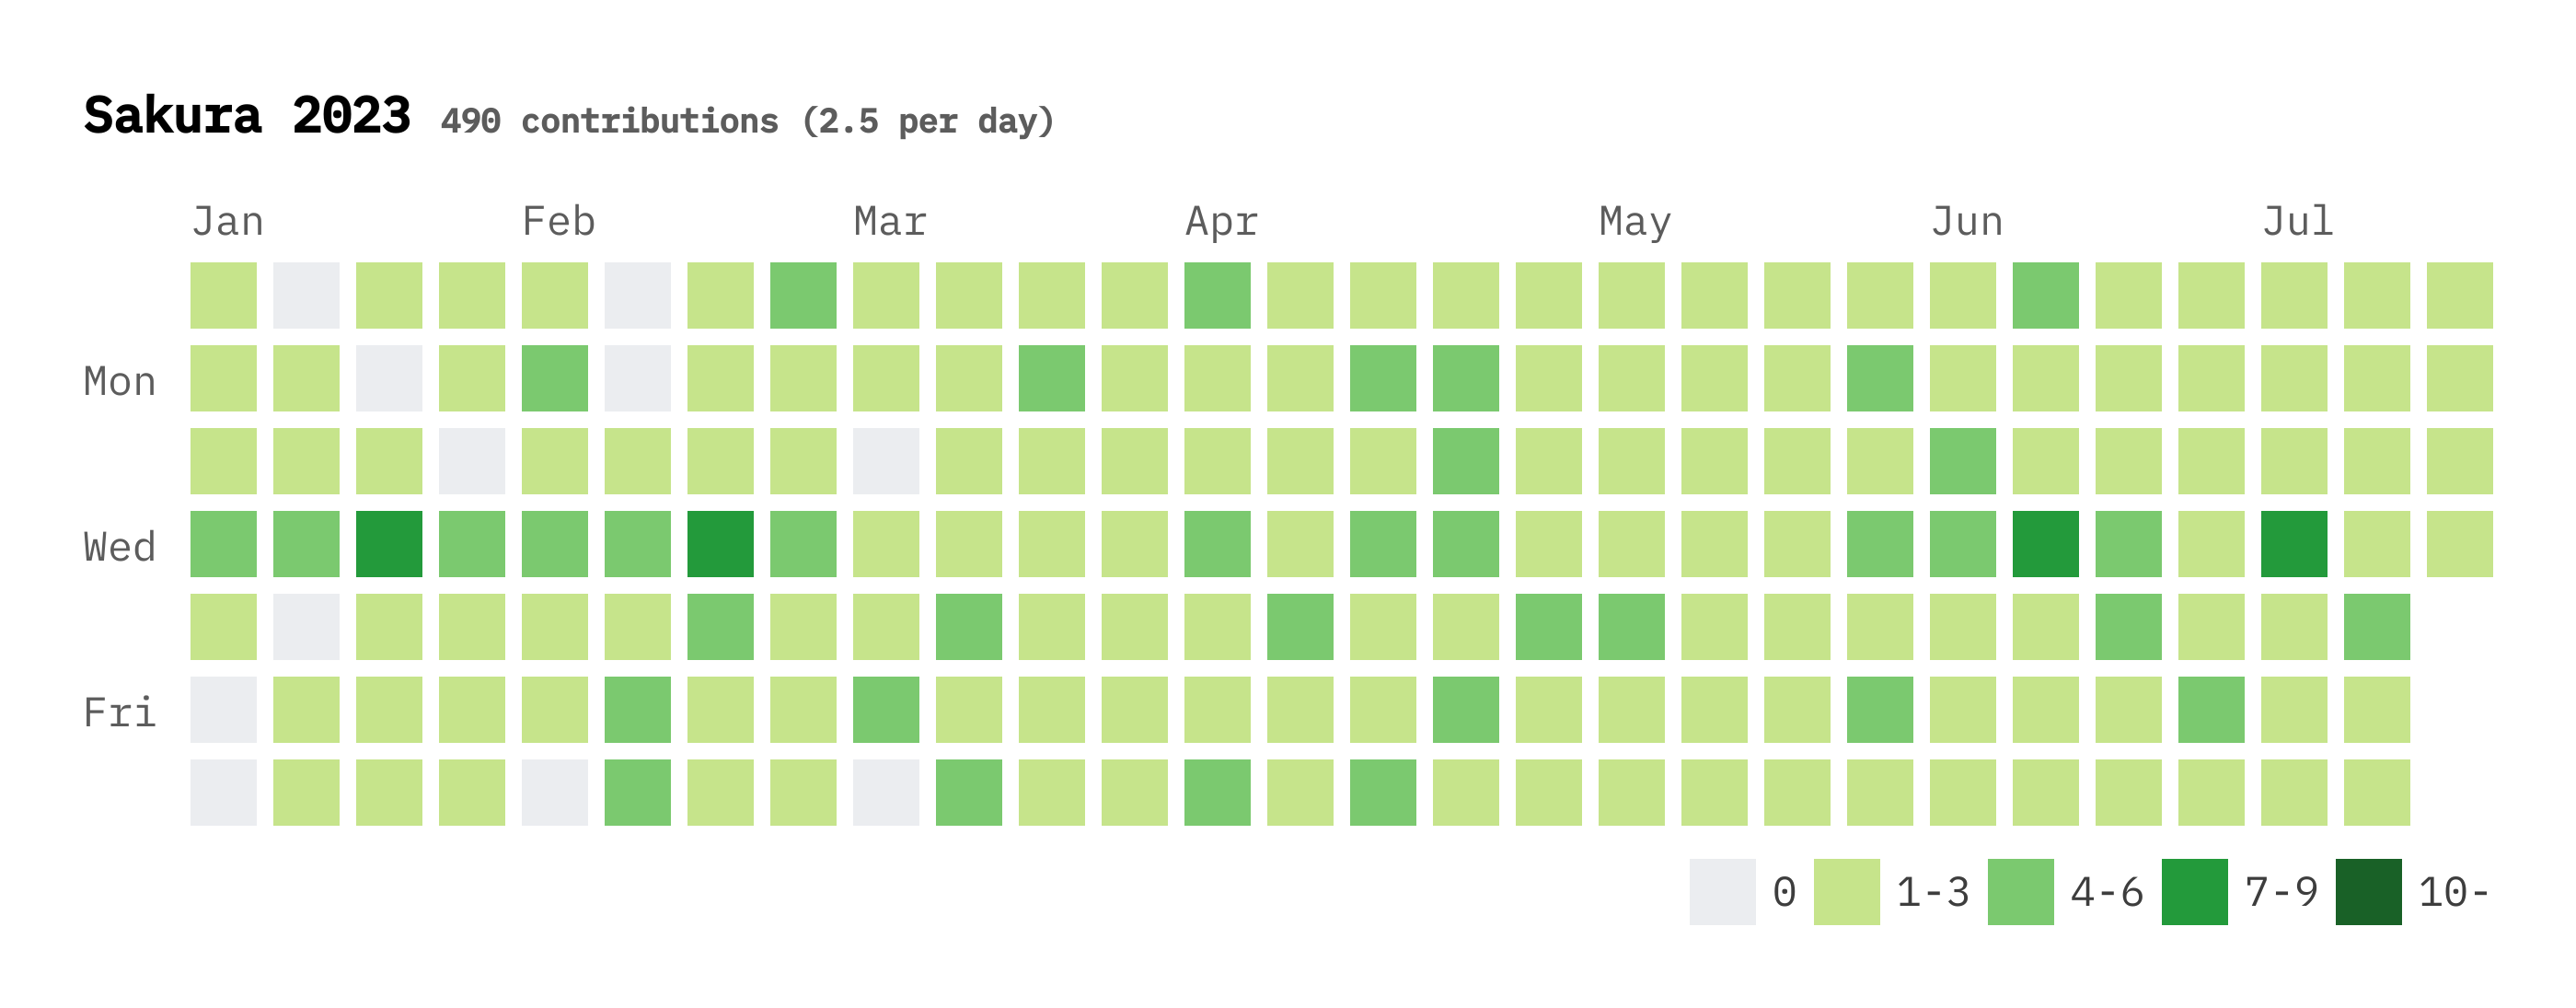 Sakura 2023 490 contributions (2.5 per day)
Jan Feb Mar Apr May Jun Jul
Mon
Wed
Fri
0 1-3 4-6 7-9 10-